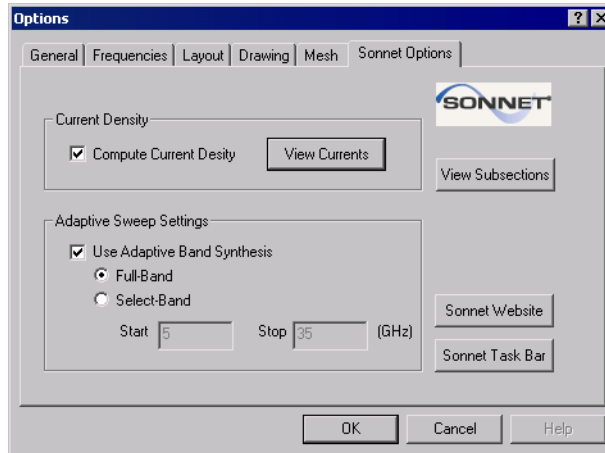 Options
General Frequencies Layout Drawing Mesh Sonnet Options
SONNET®
Current Density
Compute Current Desity View Currents
View Subsections
Adaptive Sweep Settings
Use Adaptive Band Synthesis
Full-Band
Select-Band
Start 5 Stop 35 (GHz)
Sonnet Website
Sonnet Task Bar
OK Cancel Help